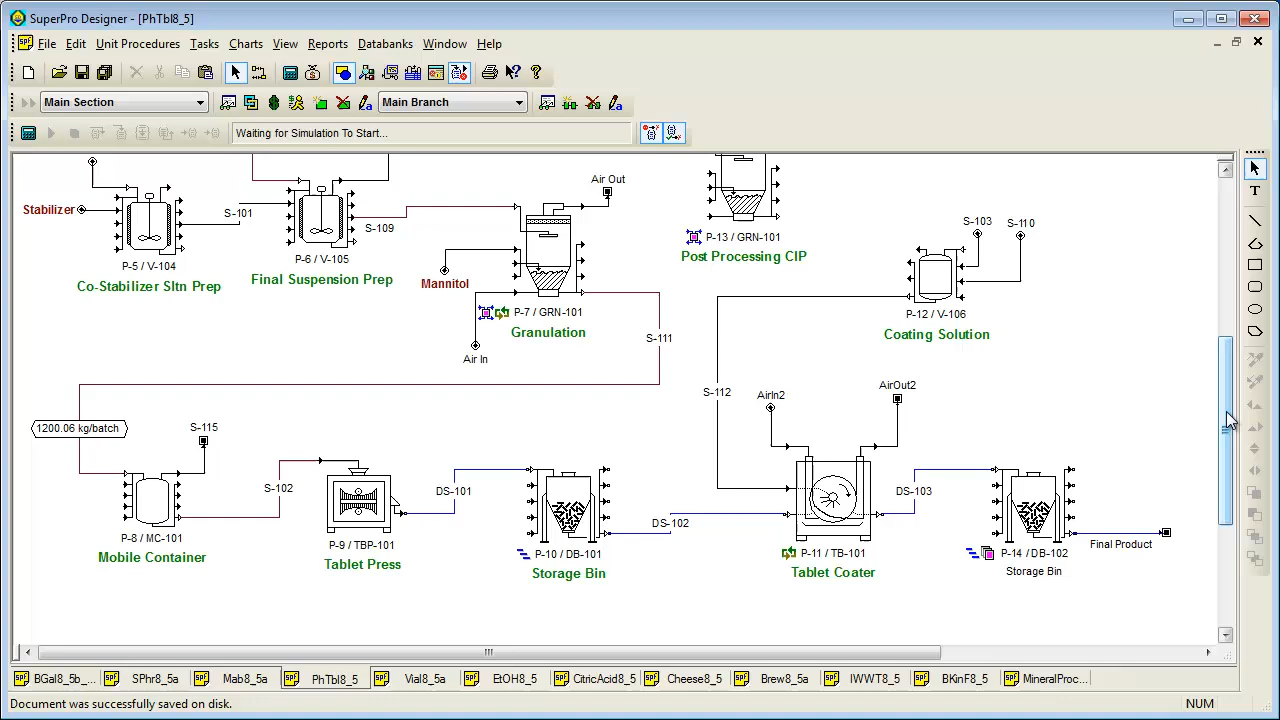 SuperPro Designer - [PhTbl8_5]
File Edit Unit Procedures Tasks Charts View Reports Databanks Window Help
Main Section Main Branch
Waiting for Simulation To Start...
Air Out
Stabilizer
S-101
S-109
P-5 / V-104
Co-Stabilizer Sltn Prep
P-6 / V-105
Final Suspension Prep
Mannitol
P-7 / GRN-101
Granulation
Air In
S-111
P-13 / GRN-101
Post Processing CIP
S-103
S-110
P-12 / V-106
Coating Solution
S-112
AirIn2
AirOut2
1200.06 kg/batch
S-115
S-102
DS-101
DS-102
DS-103
P-8 / MC-101
Mobile Container
P-9 / TBP-101
Tablet Press
P-10 / DB-101
Storage Bin
P-11 / TB-101
Tablet Coater
P-14 / DB-102
Storage Bin
Final Product
BGal8_5b_... SPhr8_5a Mab8_5a PhTbl8_5 Vial8_5a EtOH8_5 CitricAcid8_5 Cheese8_5 Brew8_5a IWWT8_5 BKinF8_5 MineralProc...
Document was successfully saved on disk. NUM